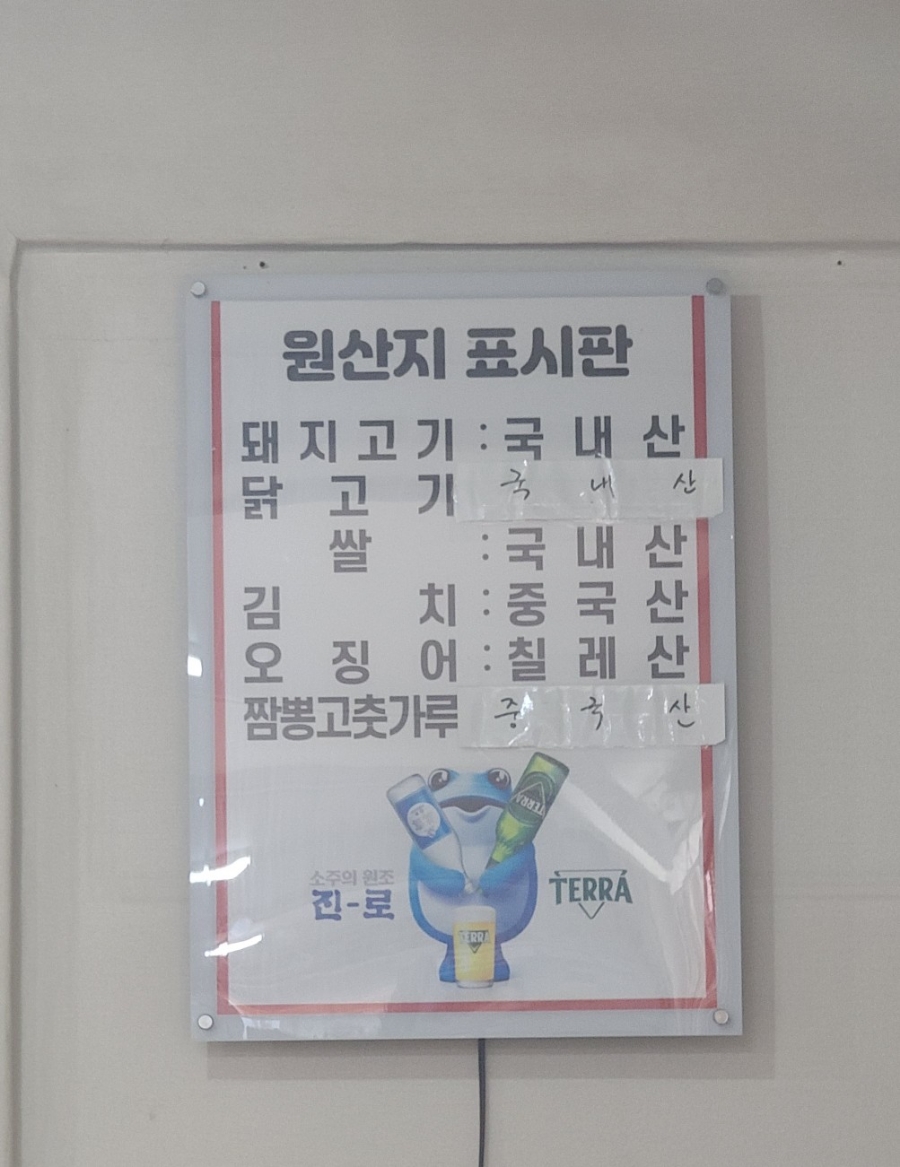 원산지 표시판
돼지고기 : 국내산
닭고기 국내산
쌀 : 국내산
김치 : 중국산
오징어 : 칠레산
짬뽕고춧가루 중국산
TERRA
소주의 원조
진-로
TERRA
TERRA